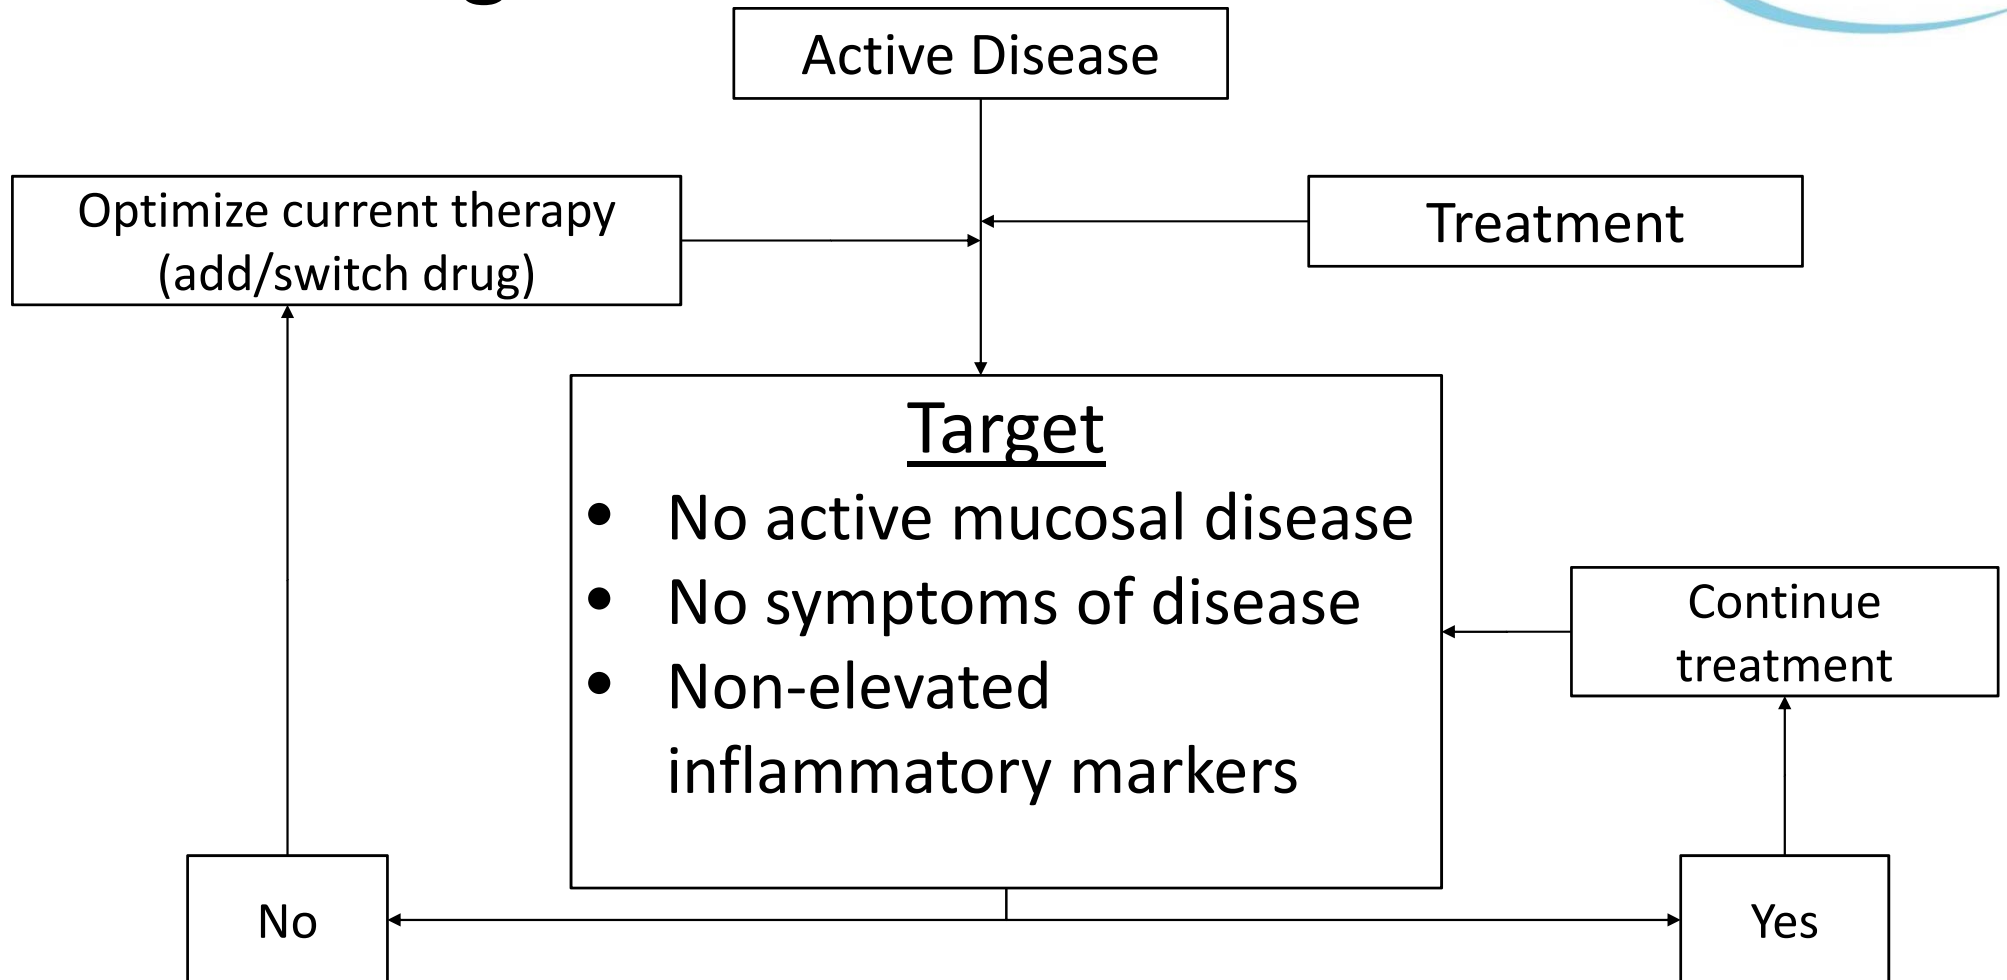 Active Disease
Optimize current therapy
(add/switch drug)
Treatment
Target
• No active mucosal disease
• No symptoms of disease
• Non-elevated
inflammatory markers
Continue
treatment
No
Yes